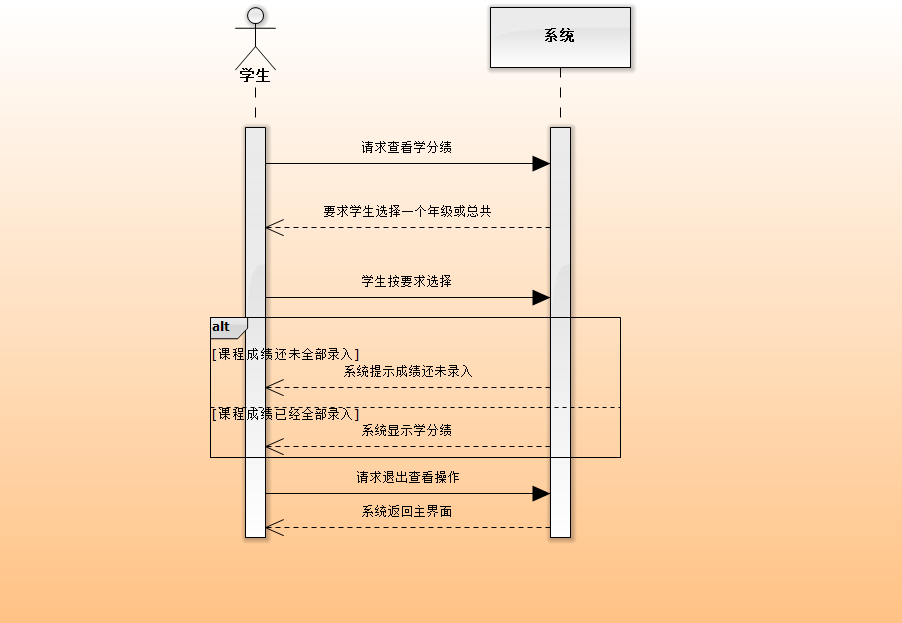 学生
系统
请求查看学分绩
要求学生选择一个年级或总共
学生按要求选择
alt
[课程成绩还未全部录入]
系统提示成绩还未录入
[课程成绩已经全部录入]
系统显示学分绩
请求退出查看操作
系统返回主界面